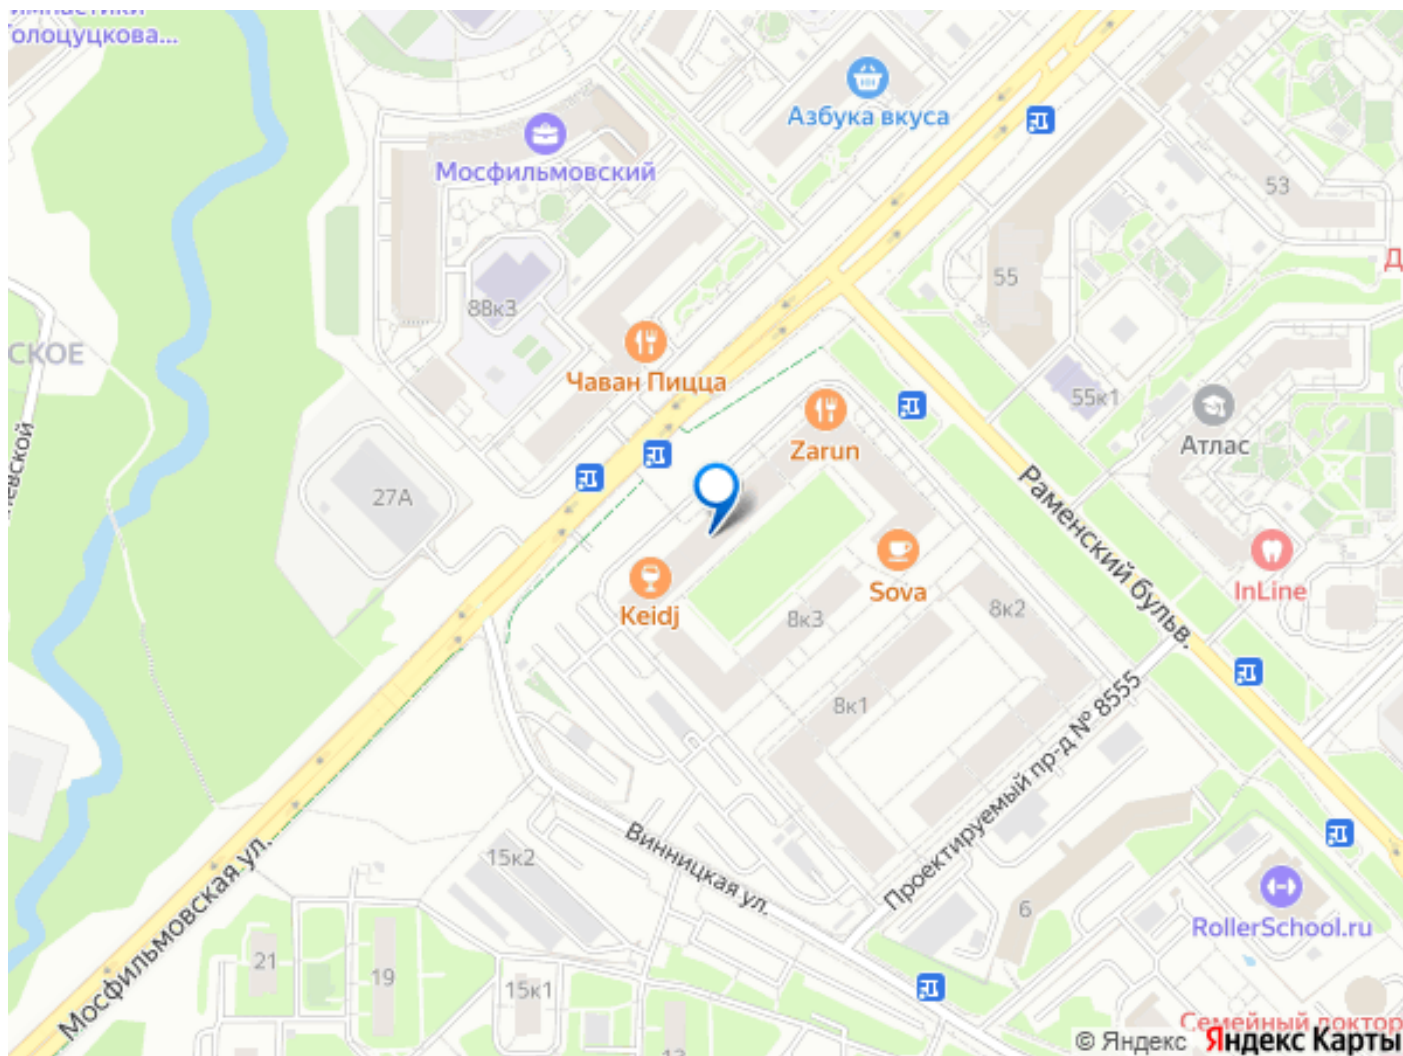 олоцуцкова...
Азбука вкуса
Мосфильмовский
53
55
88к3
СКОЕ
Чаван Пицца
55к1
Атлас
Zarun
27А
Раменский бульв.
InLine
Sova
Keidj
8к3
8к2
8к1
Проектируемый пр-д № 8555
Винницкая ул.
15к2
Мосфильмовская ул.
6
RollerSchool.ru
21
19
15к1
Семейный доктор
© Яндекс Яндекс Карты